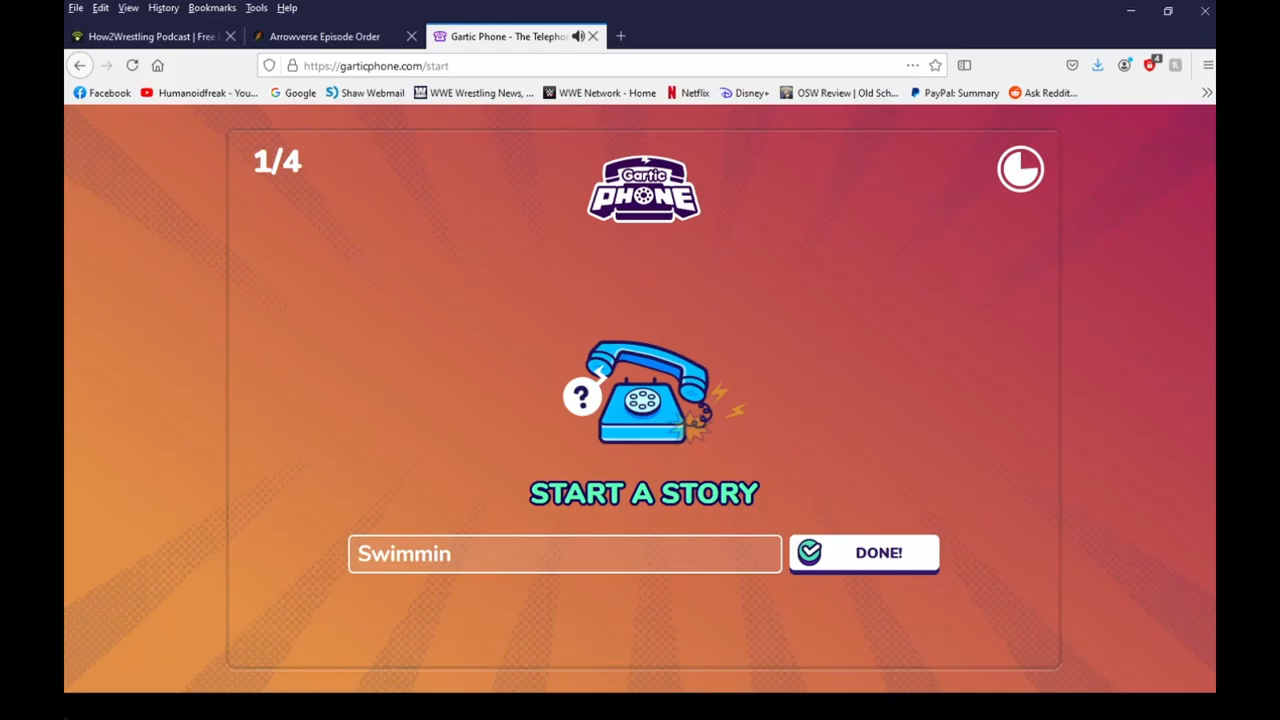 File Edit View History Bookmarks Tools Help
How2Wrestling Podcast | Free
Arrowverse Episode Order
Gartic Phone - The Telepho
https://garticphone.com/start
4
Facebook Humanoidfreak - You... Google Shaw Webmail WWE Wrestling News, ... WWE Network - Home Netflix Disney+ OSW Review | Old Sch... PayPal: Summary Ask Reddit...
1/4
Gartic
PHONE
?
START A STORY
Swimmin
DONE!